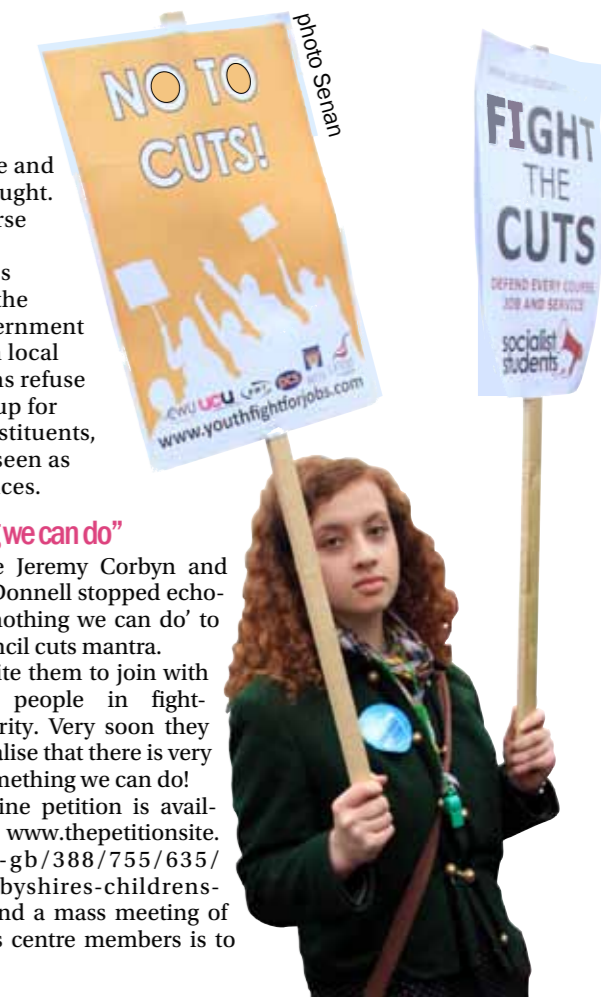 photo Senan
NO TO
CUTS!
CWU UCU pcs
www.youthfightforjobs.com
FIGHT
THE
CUTS
DEFEND EVERY COURSE,
JOB AND SERVICE
socialist
students
e and
ught.
rse
s
the
ernment
n local
ns refuse
up for
stituents,
seen as
ces.
g we can do”
e Jeremy Corbyn and
Donnell stopped echo-
nothing we can do’ to
ncil cuts mantra.
ite them to join with
people in fight-
rity. Very soon they
alise that there is very
mething we can do!
ine petition is avail-
www.thepetitionsite.
-gb/388/755/635/
byshires-childrens-
nd a mass meeting of
s centre members is to